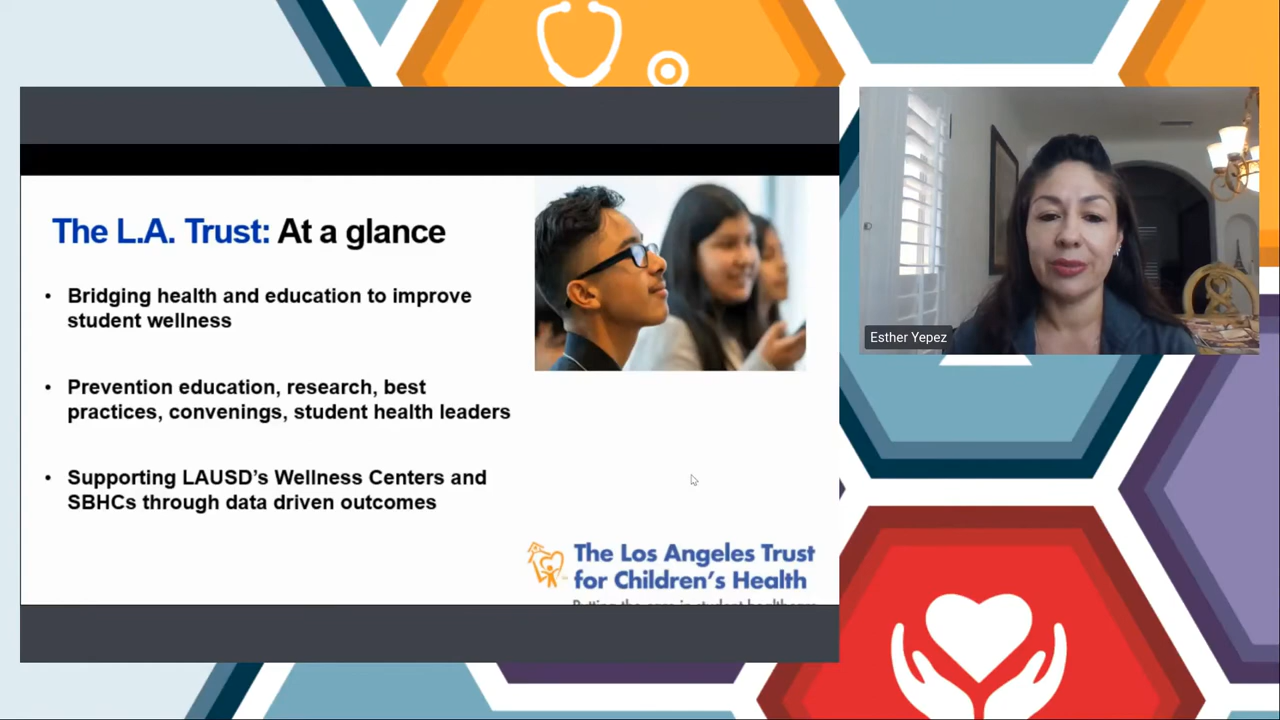 The L.A. Trust: At a glance
• Bridging health and education to improve
student wellness
• Prevention education, research, best
practices, convenings, student health leaders
• Supporting LAUSD's Wellness Centers and
SBHCs through data driven outcomes
The Los Angeles Trust
for Children's Health
Esther Yepez